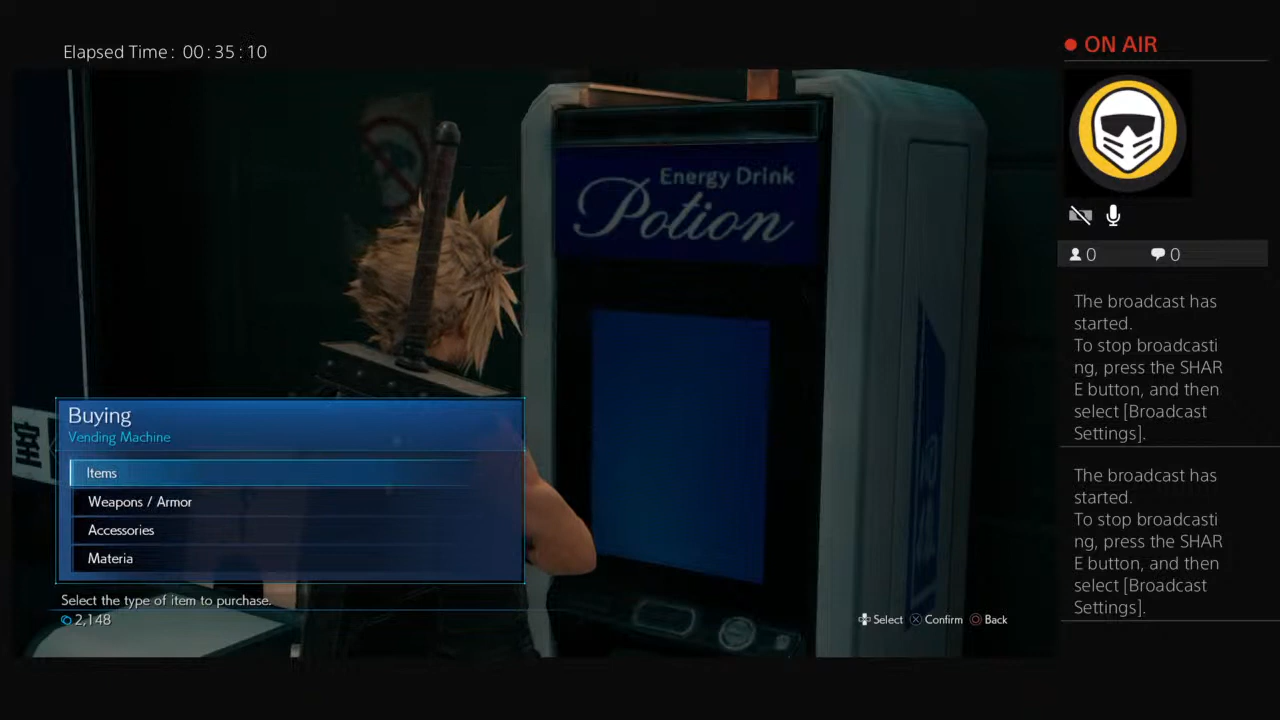 Elapsed Time: 00:35:10
ON AIR
Energy Drink
Potion
0
0
The broadcast has
started.
To stop broadcasti
ng, press the SHAR
E button, and then
select [Broadcast
Settings].
The broadcast has
started.
To stop broadcasti
ng, press the SHAR
E button, and then
select [Broadcast
Settings].
室
Buying
Vending Machine
Items
Weapons / Armor
Accessories
Materia
Select the type of item to purchase.
2,148
Select
Confirm
Back